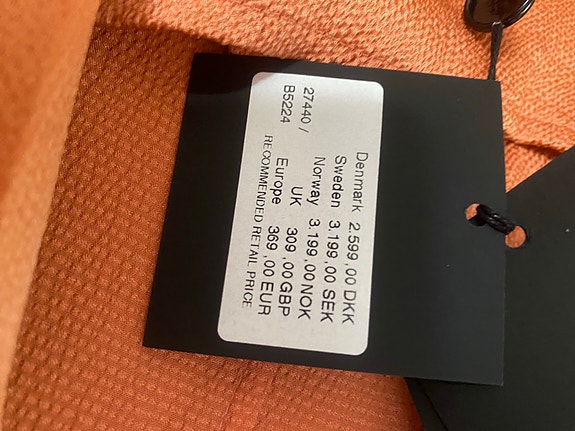 27440 /
B5224
Denmark 2.599,00 DKK
Sweden 3.199,00 SEK
Norway 3.199,00 NOK
UK 309,00 GBP
Europe 369,00 EUR
RECOMMENDED RETAIL PRICE